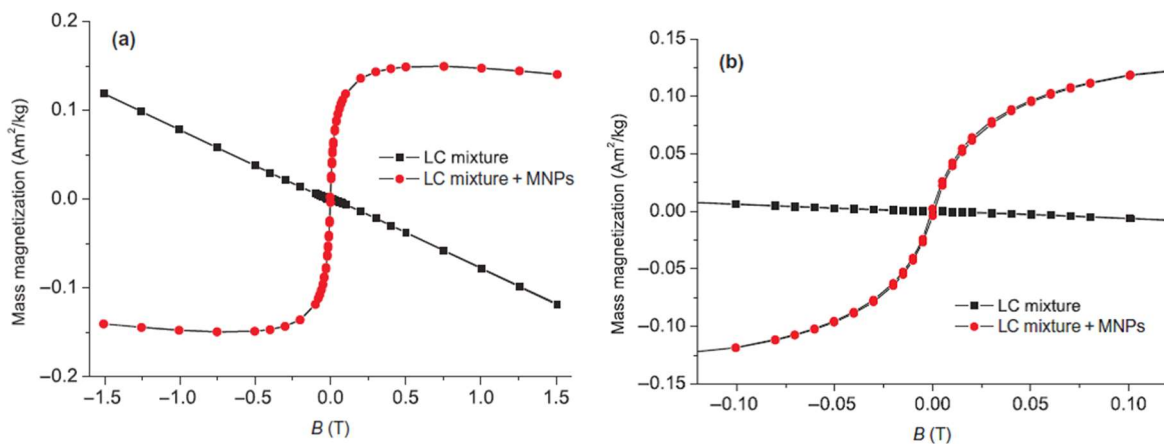 (a)
Mass magnetization (Am²/kg)
0.2
0.1
0.0
–0.1
–0.2
LC mixture
LC mixture + MNPs
–1.5 –1.0 –0.5 0.0 0.5 1.0 1.5
B (T)
(b)
Mass magnetization (Am²/kg)
0.15
0.10
0.05
0.00
–0.05
–0.10
–0.15
LC mixture
LC mixture + MNPs
–0.10 –0.05 0.00 0.05 0.10
B (T)